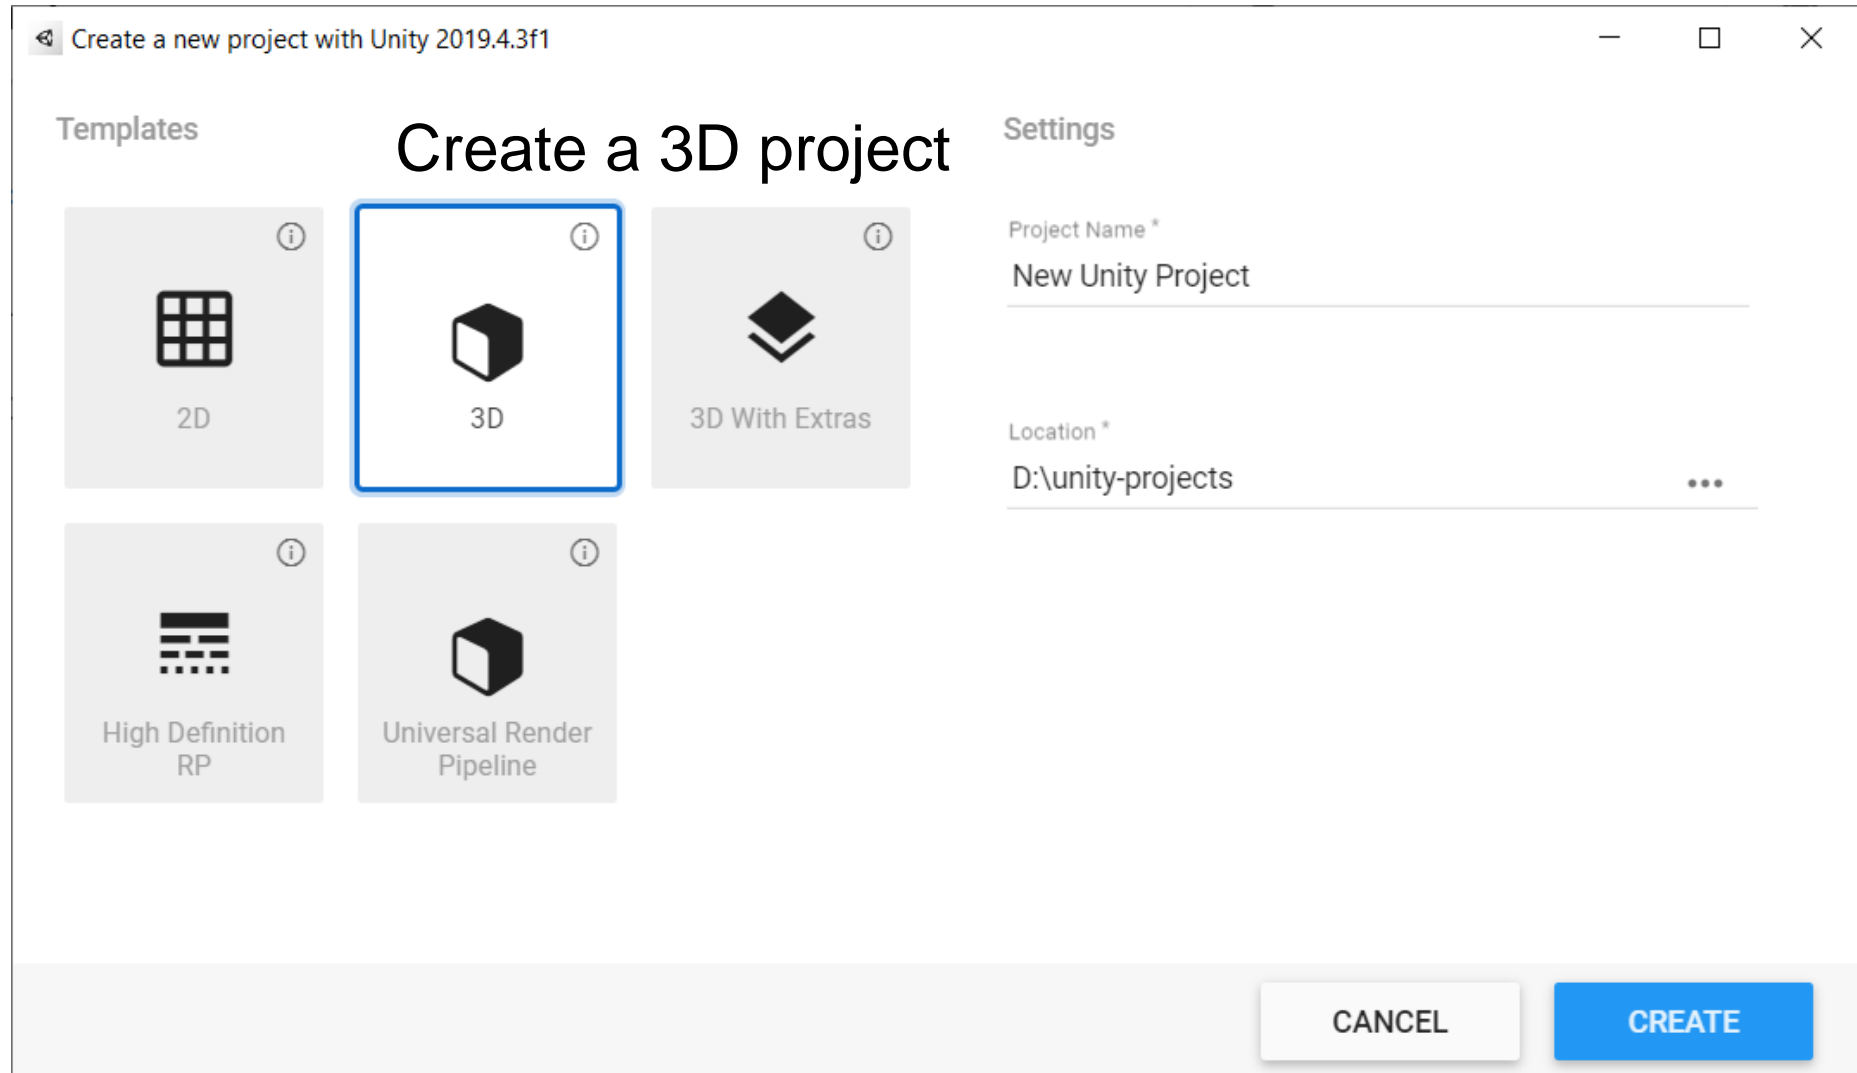 Create a new project with Unity 2019.4.3f1
Templates
Create a 3D project
Settings
2D
3D
3D With Extras
High Definition
RP
Universal Render
Pipeline
Project Name *
New Unity Project
Location *
D:\unity-projects
CANCEL
CREATE